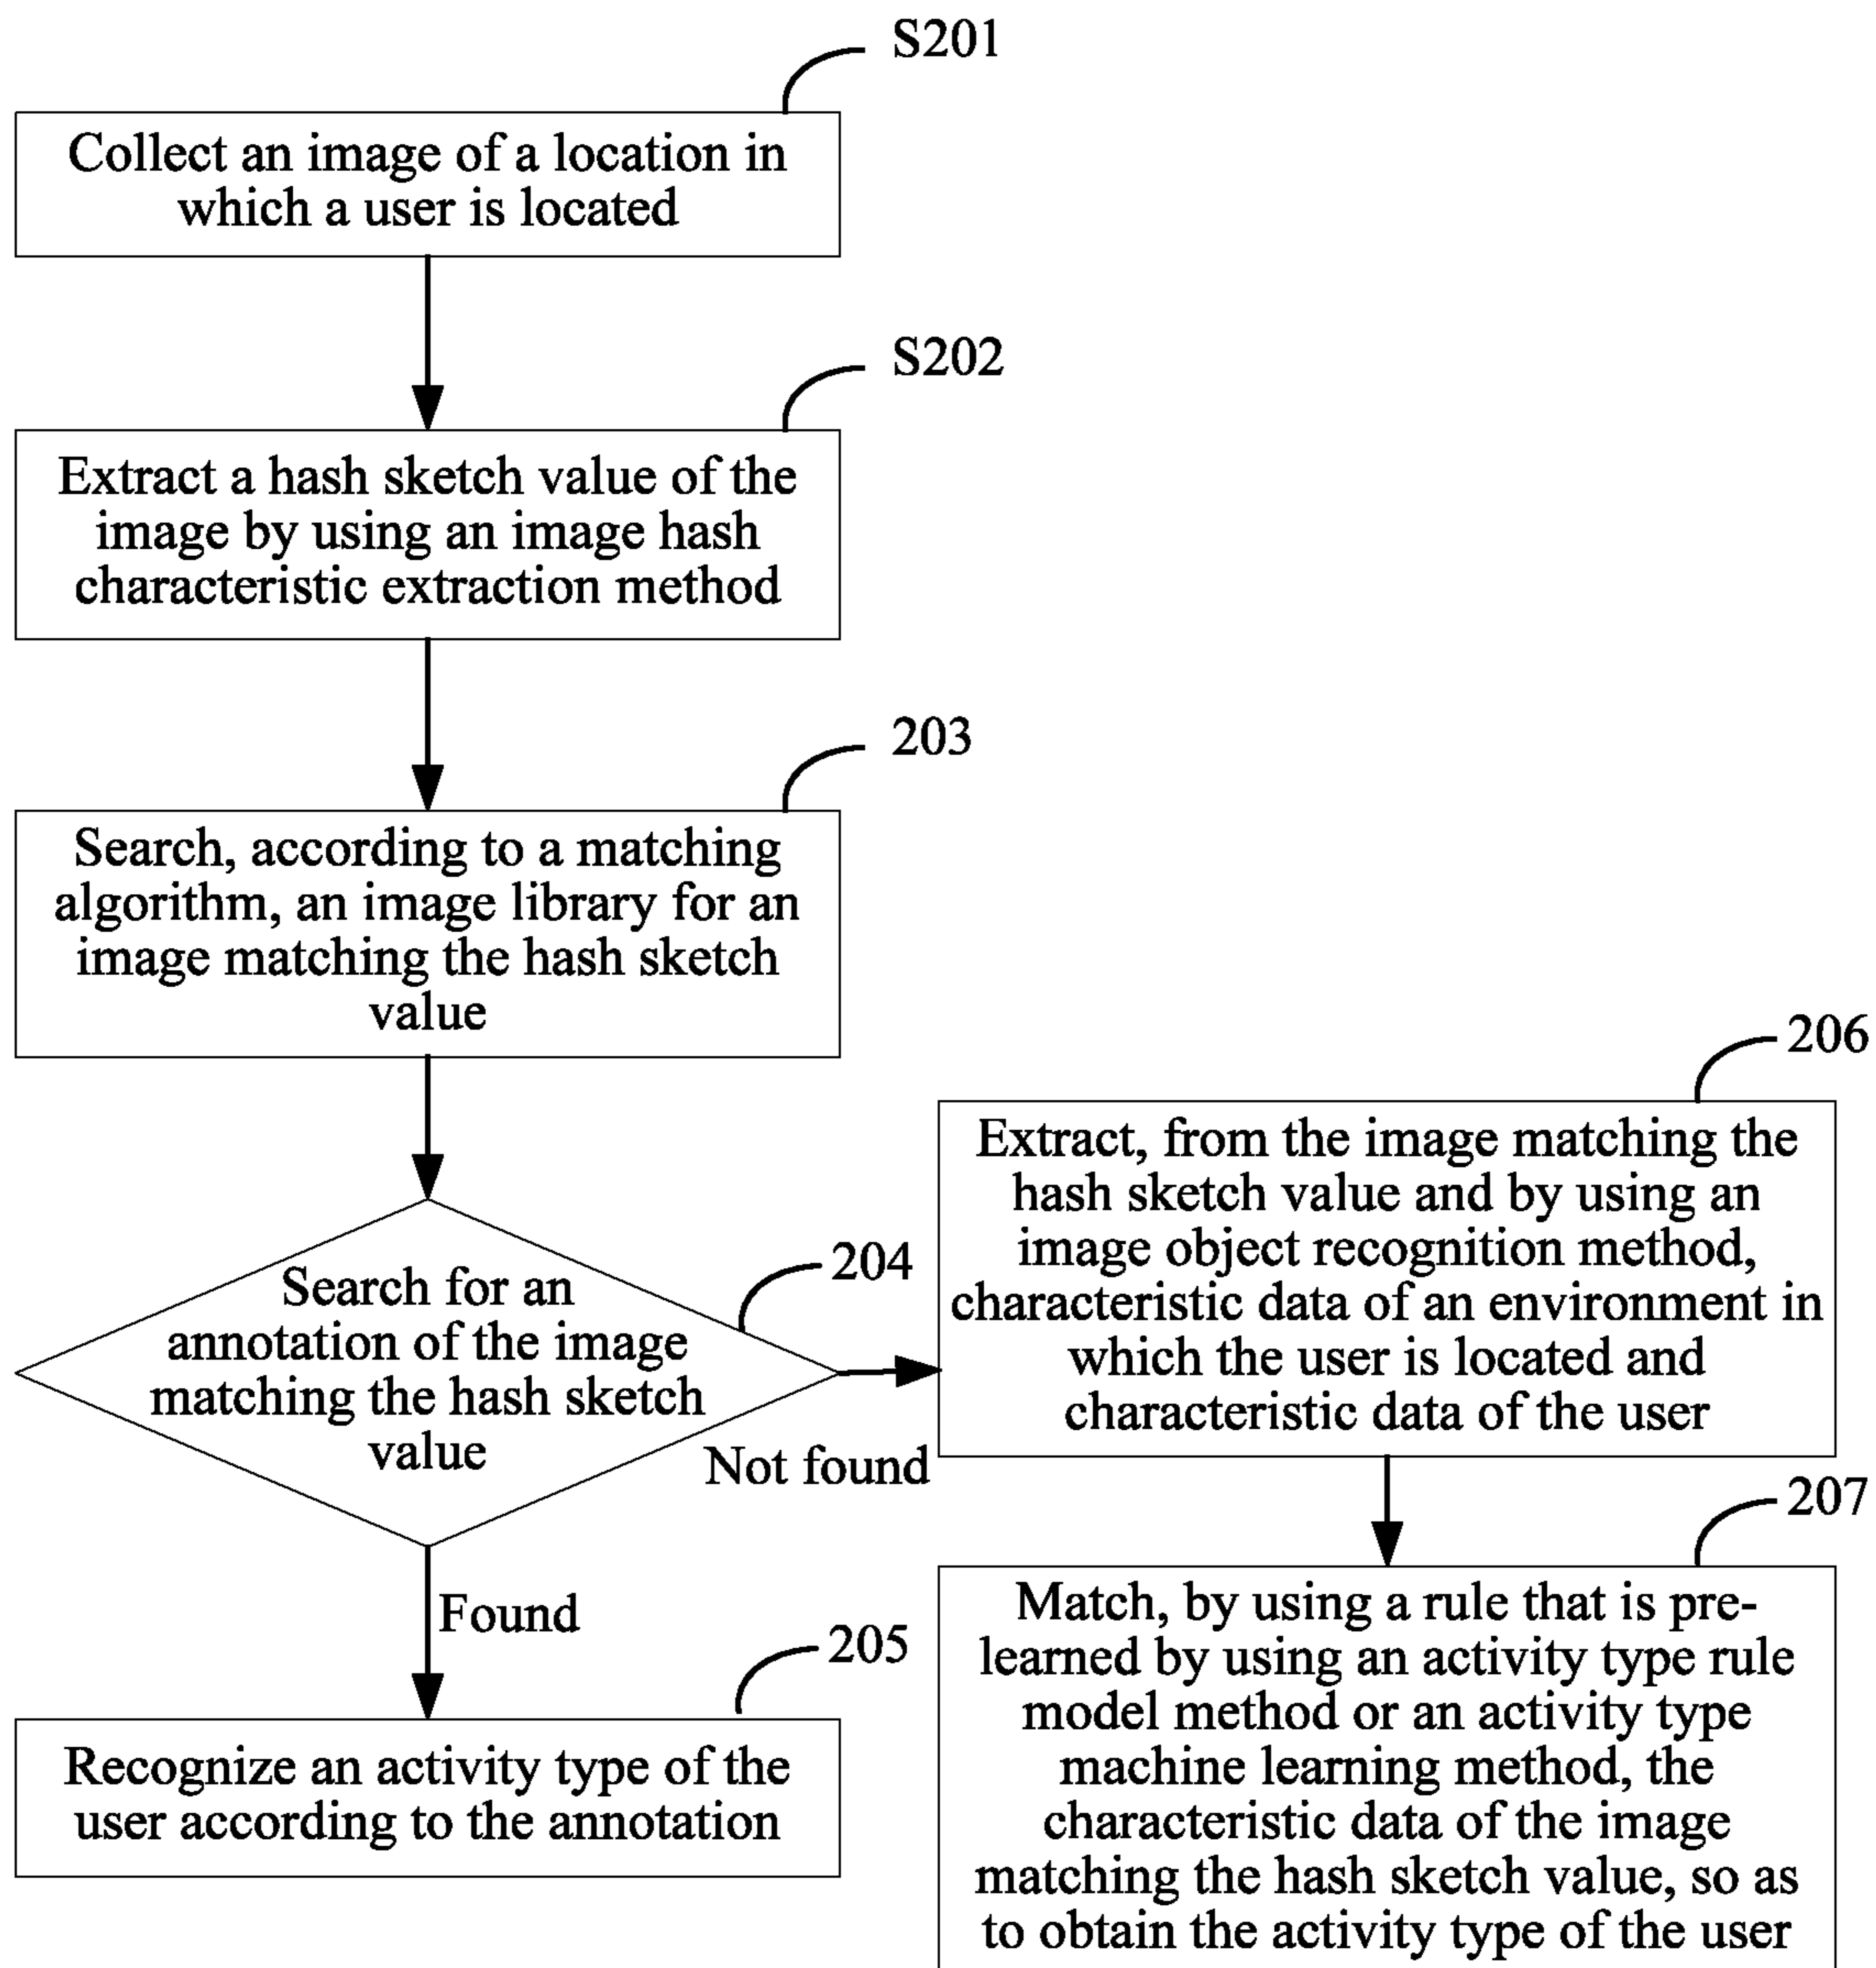 S201
Collect an image of a location in
which a user is located
S202
Extract a hash sketch value of the
image by using an image hash
characteristic extraction method
203
Search, according to a matching
algorithm, an image library for an
image matching the hash sketch
value
204
Search for an
annotation of the image
matching the hash sketch
value
Not found
Found
205
Recognize an activity type of the
user according to the annotation
206
Extract, from the image matching the
hash sketch value and by using an
image object recognition method,
characteristic data of an environment in
which the user is located and
characteristic data of the user
207
Match, by using a rule that is pre-
learned by using an activity type rule
model method or an activity type
machine learning method, the
characteristic data of the image
matching the hash sketch value, so as
to obtain the activity type of the user